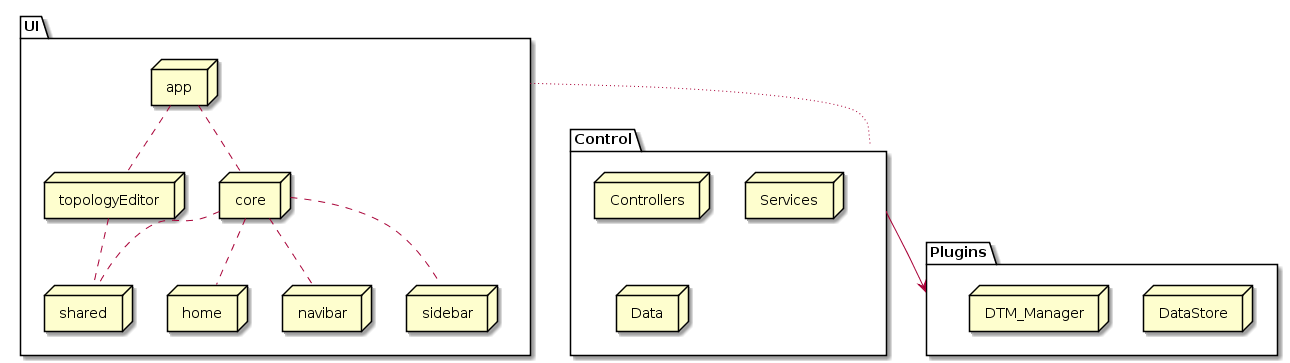 UI
app
topologyEditor
core
shared
home
navibar
sidebar
Control
Controllers
Services
Data
Plugins
DTM_Manager
DataStore